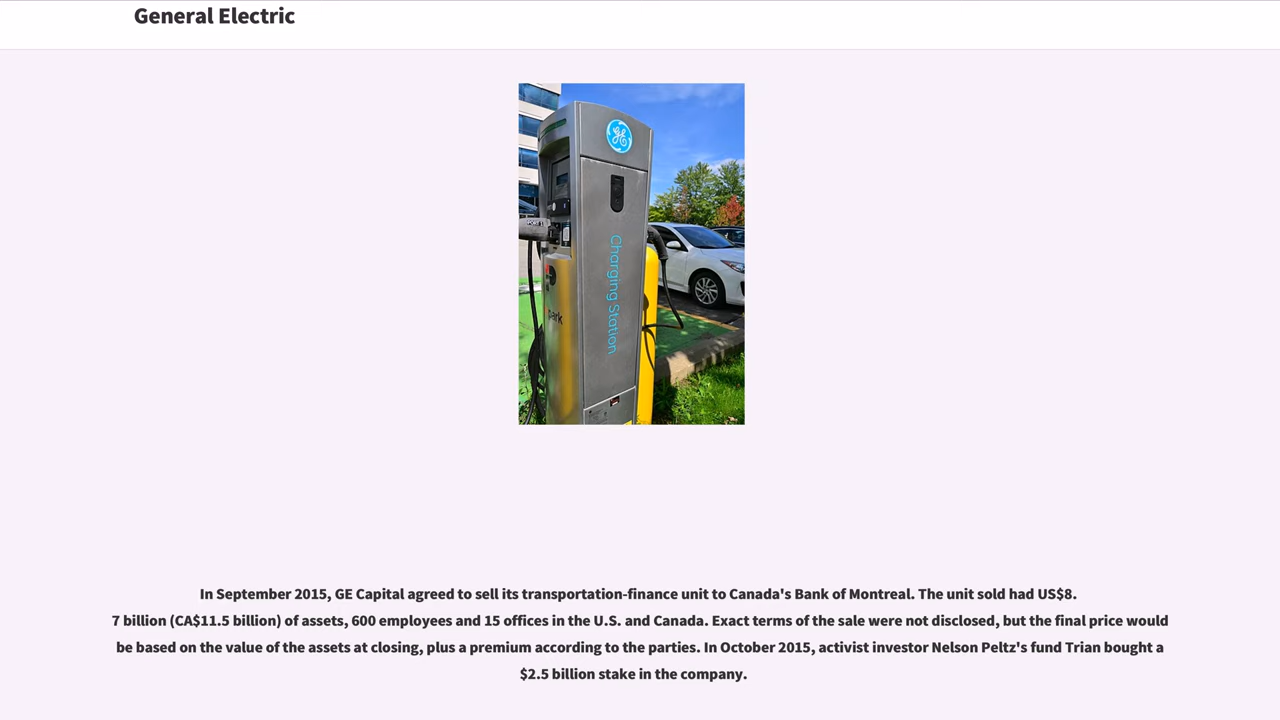 General Electric
GE
Charging Station
park
In September 2015, GE Capital agreed to sell its transportation-finance unit to Canada's Bank of Montreal. The unit sold had US$8.
7 billion (CA$11.5 billion) of assets, 600 employees and 15 offices in the U.S. and Canada. Exact terms of the sale were not disclosed, but the final price would
be based on the value of the assets at closing, plus a premium according to the parties. In October 2015, activist investor Nelson Peltz's fund Trian bought a
$2.5 billion stake in the company.